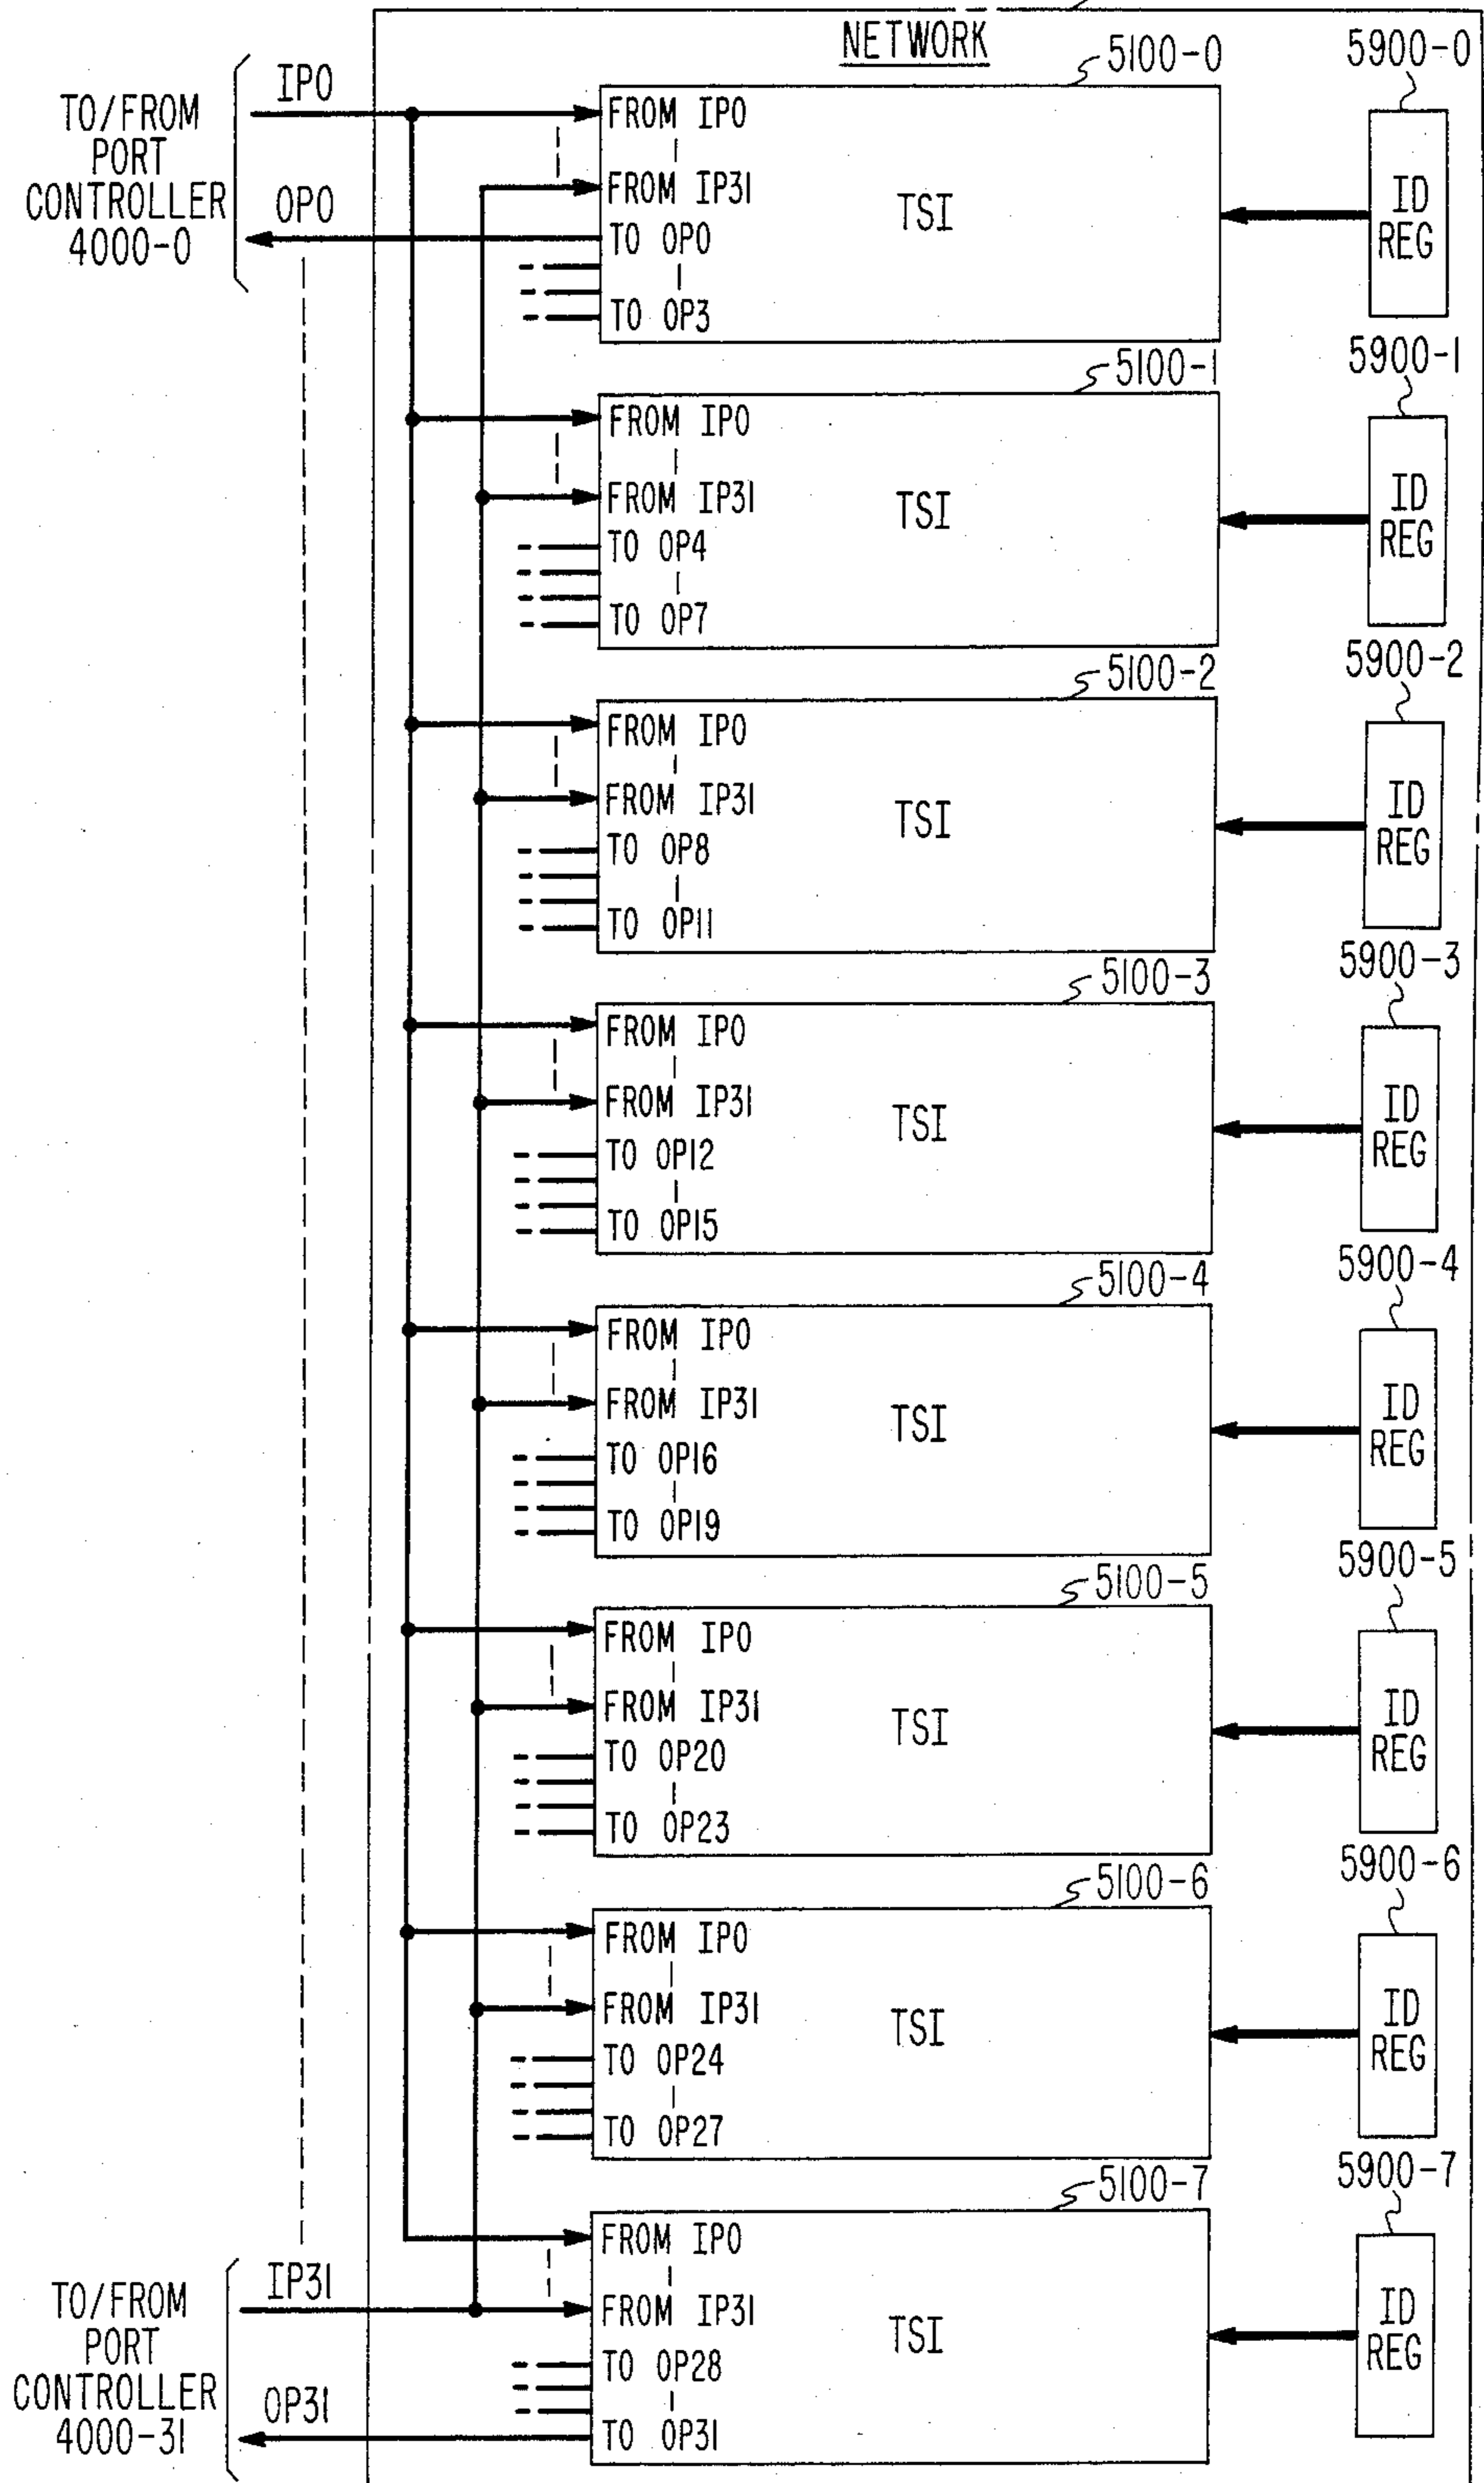 NETWORK
TO/FROM
PORT
CONTROLLER
4000-0
IP0
OP0
5100-0
FROM IP0
FROM IP31
TO OP0
TO OP3
TSI
5900-0
ID
REG
5100-1
FROM IP0
FROM IP31
TO OP4
TO OP7
TSI
5900-1
ID
REG
5100-2
FROM IP0
FROM IP31
TO OP8
TO OP11
TSI
5900-2
ID
REG
5100-3
FROM IP0
FROM IP31
TO OP12
TO OP15
TSI
5900-3
ID
REG
5100-4
FROM IP0
FROM IP31
TO OP16
TO OP19
TSI
5900-4
ID
REG
5100-5
FROM IP0
FROM IP31
TO OP20
TO OP23
TSI
5900-5
ID
REG
5100-6
FROM IP0
FROM IP31
TO OP24
TO OP27
TSI
5900-6
ID
REG
5100-7
FROM IP0
FROM IP31
TO OP28
TO OP31
TSI
5900-7
ID
REG
TO/FROM
PORT
CONTROLLER
4000-31
IP31
OP31